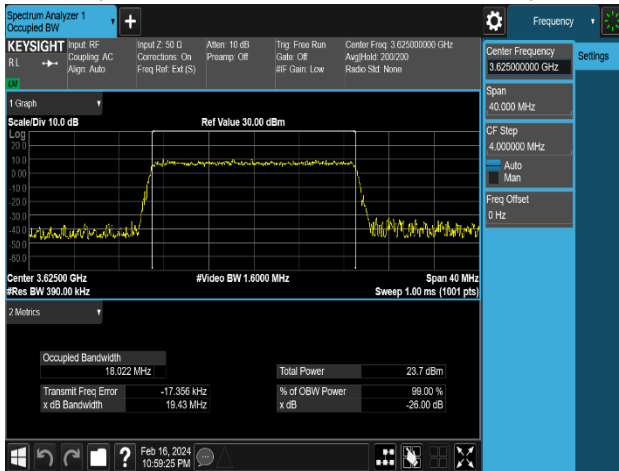 Spectrum Analyzer 1
Occupied BW
+
Frequency
KEYSIGHT
RL
Input: RF
Coupling: AC
Align: Auto
Input Z: 50 Ω
Corrections: On
Freq Ref: Ext (S)
Atten: 10 dB
Preamp: Off
Trig: Free Run
Gate: Off
#IF Gain: Low
Center Freq: 3.625000000 GHz
Avg|Hold: 200/200
Radio Std: None
Center Frequency
3.625000000 GHz
Settings
Span
40.000 MHz
CF Step
4.000000 MHz
Auto
Man
Freq Offset
0 Hz
1 Graph
Scale/Div 10.0 dB
Ref Value 30.00 dBm
Log
20.0
10.0
0.00
-10.0
-20.0
-30.0
-40.0
-50.0
-60.0
Center 3.62500 GHz
#Video BW 1.6000 MHz
Span 40 MHz
#Res BW 390.00 kHz
Sweep 1.00 ms (1001 pts)
2 Metrics
Occupied Bandwidth
18.022 MHz
Total Power 23.7 dBm
Transmit Freq Error -17.356 kHz
% of OBW Power 99.00 %
x dB Bandwidth 19.43 MHz
x dB -26.00 dB
?
Feb 16, 2024
10:59:25 PM